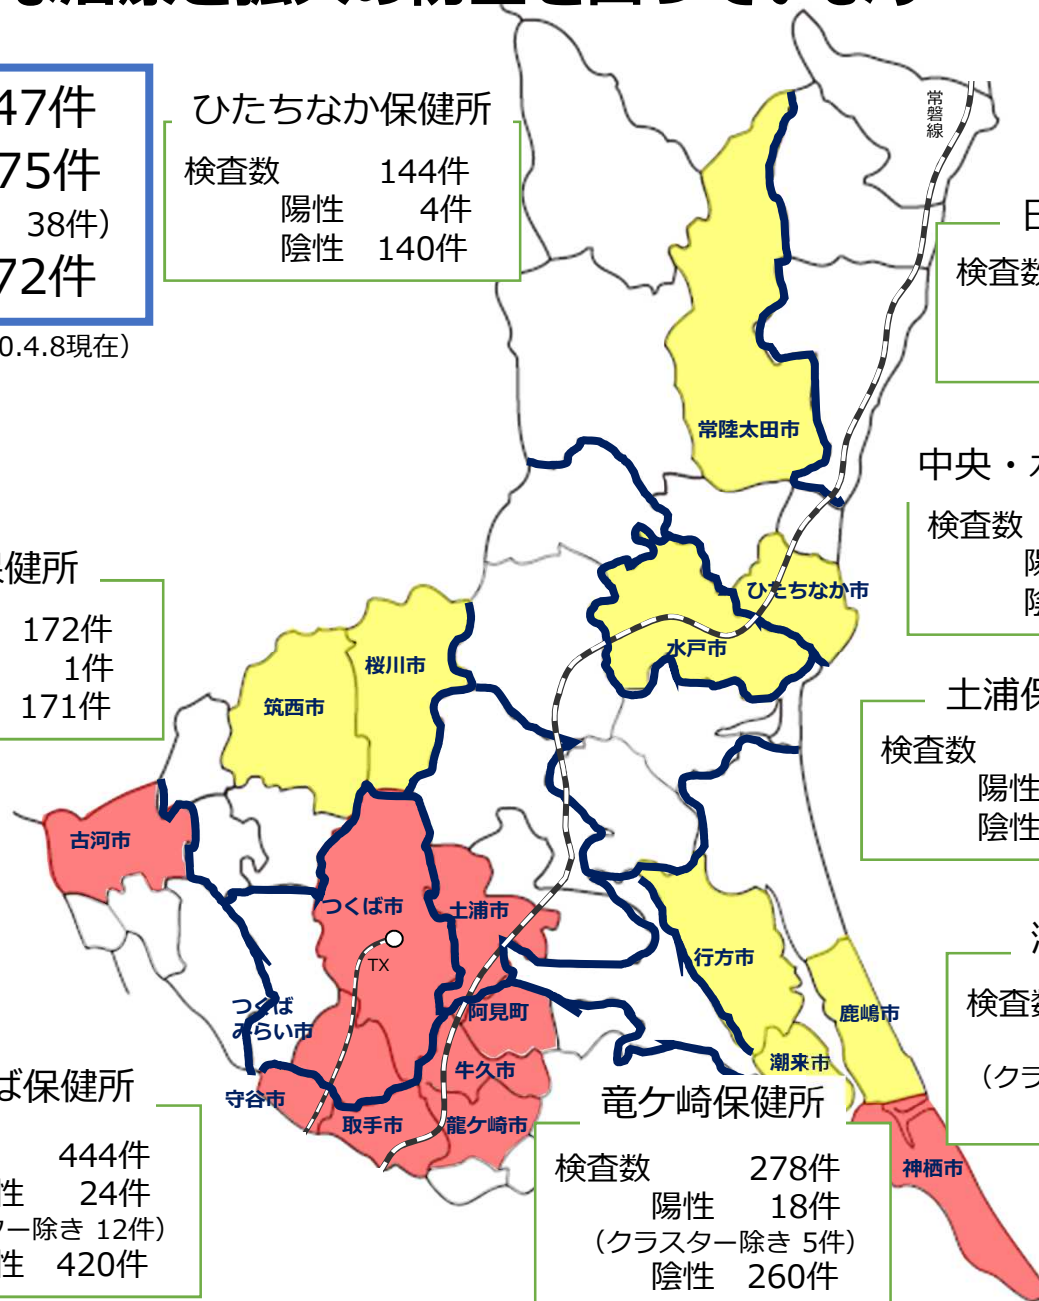 47件
75件
38件）
72件
0.4.8現在）
ひたちなか保健所
検査数 144件
陽性 4件
陰性 140件
常磐線
検査数
常陸太田市
中央・
検査数
保健所
172件
1件
171件
ひたちなか市
水戸市
桜川市
筑西市
土浦保
検査数
陽性
陰性
古河市
つくば市
土浦市
TX
行方市
つくば
みらい市
阿見町
鹿嶋市
潮来市
検査数
（クラ
牛久市
守谷市
取手市
龍ケ崎市
神栖市
ば保健所
444件
性 24件
ター除き 12件）
性 420件
竜ケ崎保健所
検査数 278件
陽性 18件
（クラスター除き 5件）
陰性 260件